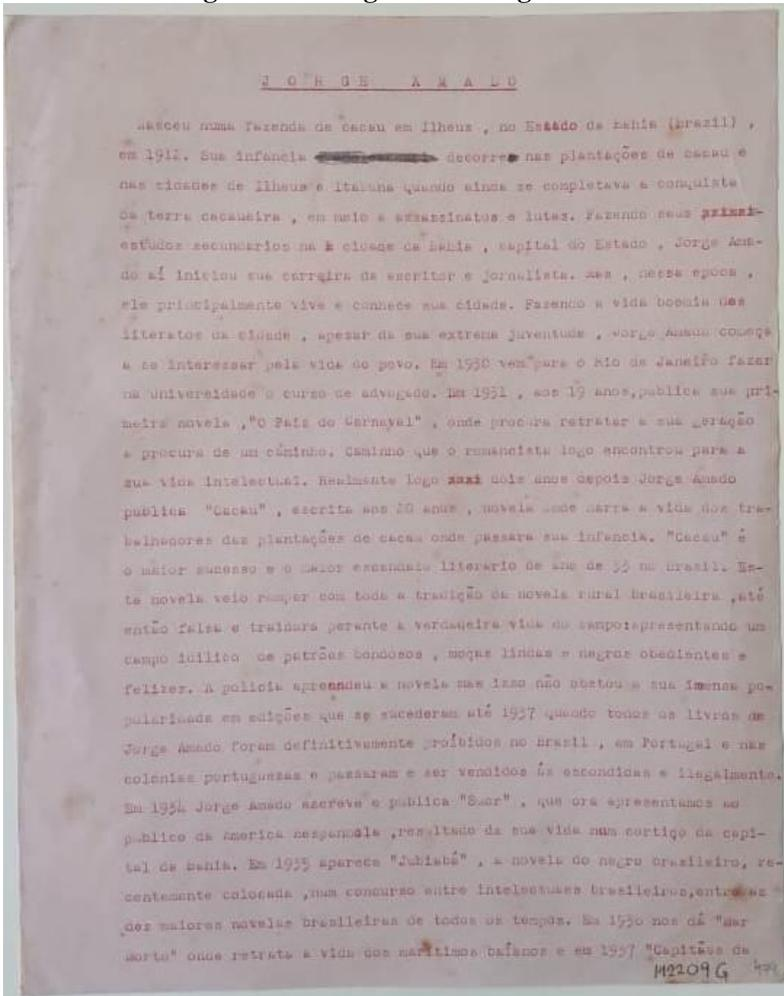 JORGE AMADO
nasceu numa fazenda de cacau em Ilheus , no Estado da bahia (brazil) ,
em 1912. Sua infancia decorre nas plantações de cacau e
nas cidades de Ilheus e Itabuna quando ainda se completava a conquista
da terra cacaueira , em meio a assassinatos e lutas. Fazendo seus primei-
estudos secundarios na cidade da bahia , capital do Estado , Jorge Ama-
do aí iniciou sua carreira de escritor e jornalista. mas , nessa epoca ,
ele principalmente vive e conhece sua cidade. Fazendo a vida boemia dos
literatos da cidade , apezar da sua extrema juventude , Jorge Amado começa
a se interessar pela vida do povo. Em 1930 vem para o Rio de Janeiro fazer
na universidade o curso de advogado. Em 1931 , aos 19 anos,publica sua pri-
meira novela ,"O Paiz do Carnaval" , onde procura retratar a sua geração
a procura de um caminho. Caminho que o romancista logo encontrou para a
sua vida intelectual. Realmente logo xxxi dois anos depois Jorge Amado
publica "Cacau" , escrita aos 20 anos , novela onde narra a vida dos tra-
balhadores das plantações de cacau onde passara sua infancia. "Cacau" é
o maior sucesso e o maior escandalo literario do ano de 33 no brasil. Es-
ta novela veio romper com toda a tradição da novela rural brasileira ,até
então falsa e traidora perante a verdadeira vida do campo:apresentando um
campo idilico de patrões bondosos , moças lindas e negros obedientes e
felizes. A policia apreendeu a novela mas isso não obstou a sua imensa po-
pularidade em edições que se sucederam até 1937 quando todos os livros de
Jorge Amado foram definitivamente proíbidos no brasil , em Portugal e nas
colonias portuguezas e passaram a ser vendidos ás escondidas e ilegalmente.
Em 1934 Jorge Amado escreve e publica "Suor" , que ora apresentamos ao
publico da America hespanhola ,resultado da sua vida num cortiço da capi-
tal da bahia. Em 1935 aparece "Jubiabá" , a novela do negro brasileiro, re-
centemente colocada ,num concurso entre intelectuaes brasileiros,entre as
dez maiores novelas brasileiras de todos os tempos. Em 1936 nos dá "Mar
Morto" onde retrata a vida dos marítimos baíanos e em 1937 "Capitães da
142209G